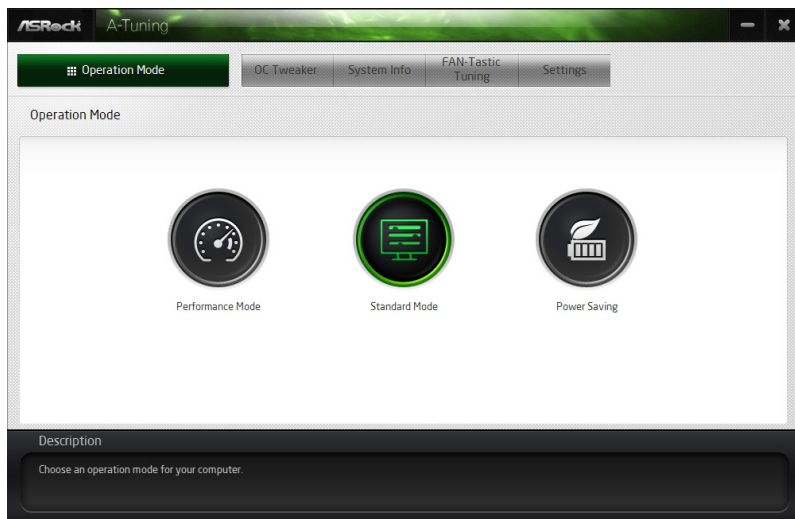 ASRock A-Tuning
Operation Mode
OC Tweaker
System Info
FAN-Tastic
Tuning
Settings
Operation Mode
Performance Mode
Standard Mode
Power Saving
Description
Choose an operation mode for your computer.